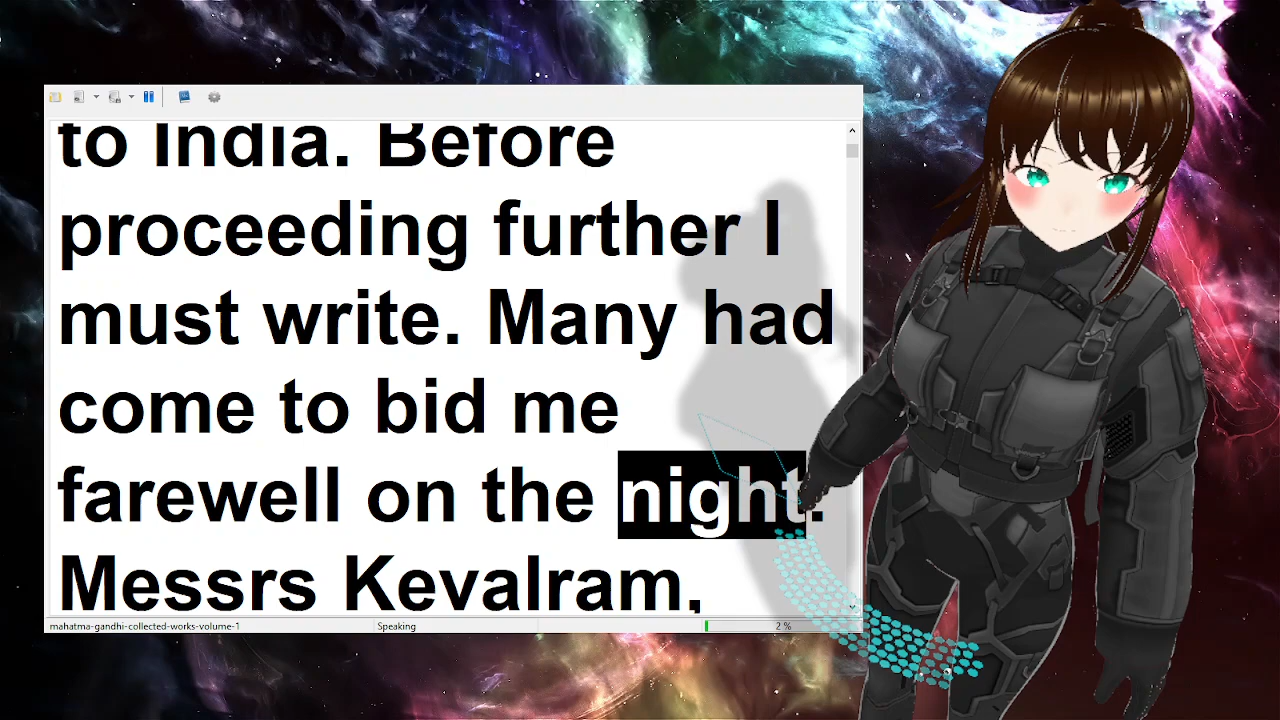 to India. Before
proceeding further I
must write. Many had
come to bid me
farewell on the night.
Messrs Kevalram,
mahatma-gandhi-collected-works-volume-1
Speaking
2 %